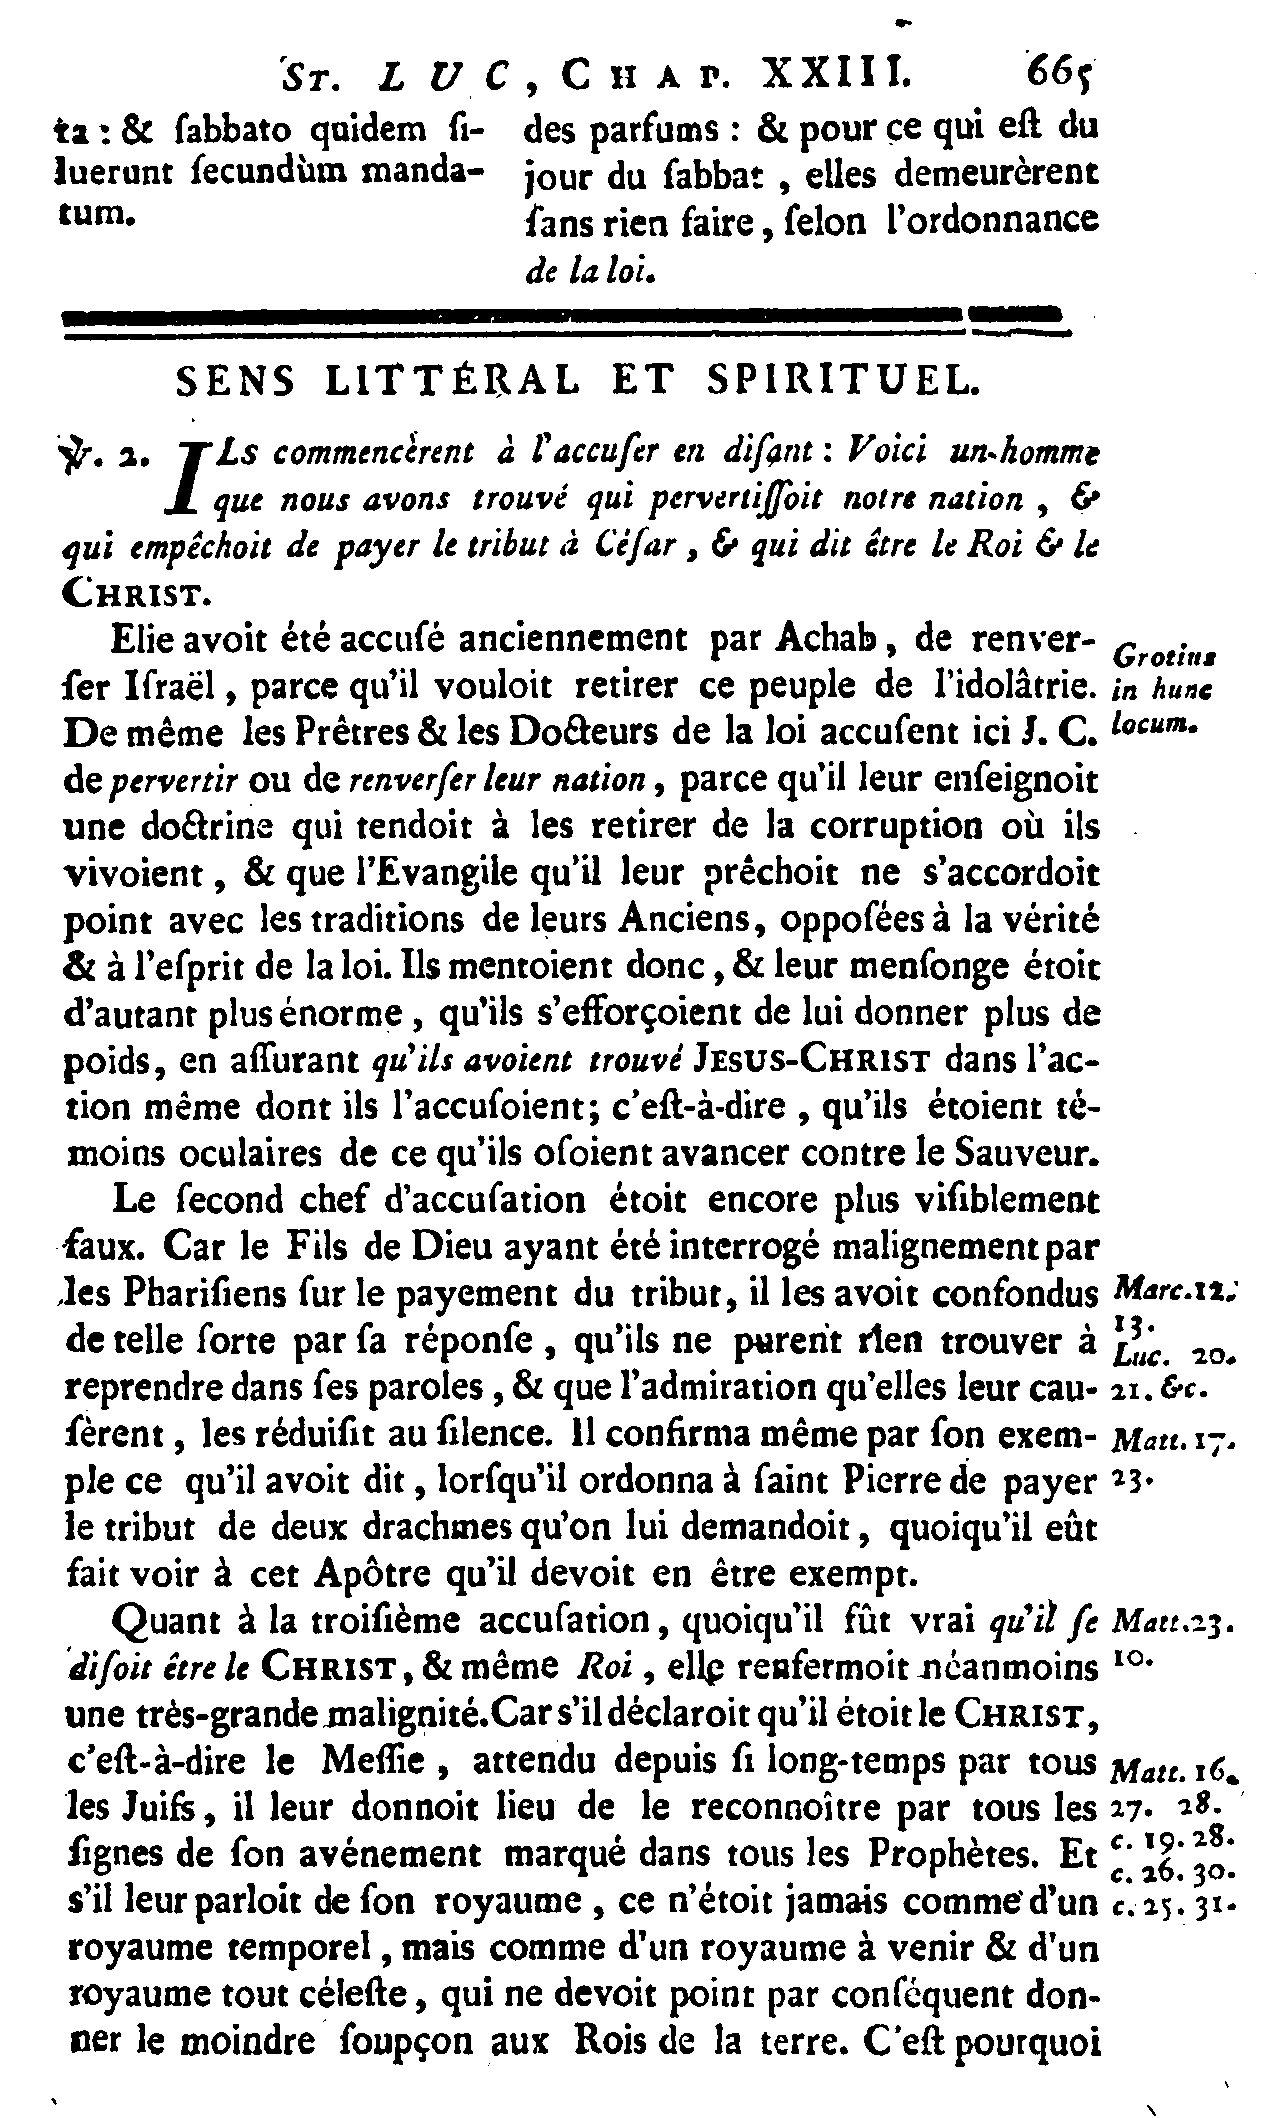 ST. LUC, CHAP. XXIII. 665
ta : & ſabbato quidem ſi-
luerunt ſecundùm manda-
tum.
des parfums : & pour ce qui eſt du
jour du ſabbat, elles demeurèrent
ſans rien faire, ſelon l'ordonnance
de la loi.
SENS LITTÉRAL ET SPIRITUEL.
℣. 2. ILs commencèrent à l'accuſer en diſant : Voici un-homme
que nous avons trouvé qui pervertiſſoit notre nation, &
qui empêchoit de payer le tribut à Céſar, & qui dit être le Roi & le
CHRIST.
Elie avoit été accuſé anciennement par Achab, de renver-
ſer Iſraël, parce qu'il vouloit retirer ce peuple de l'idolâtrie.
De même les Prêtres & les Docteurs de la loi accuſent ici J. C.
de pervertir ou de renverſer leur nation, parce qu'il leur enſeignoit
une doctrine qui tendoit à les retirer de la corruption où ils
vivoient, & que l'Evangile qu'il leur prêchoit ne s'accordoit
point avec les traditions de leurs Anciens, oppoſées à la vérité
& à l'eſprit de la loi. Ils mentoient donc, & leur menſonge étoit
d'autant plus énorme, qu'ils s'efforçoient de lui donner plus de
poids, en aſſurant qu'ils avoient trouvé JESUS-CHRIST dans l'ac-
tion même dont ils l'accuſoient; c'eſt-à-dire, qu'ils étoient té-
moins oculaires de ce qu'ils oſoient avancer contre le Sauveur.
Grotius
in hunc
locum.
Le ſecond chef d'accuſation étoit encore plus viſiblement
faux. Car le Fils de Dieu ayant été interrogé malignement par
les Phariſiens ſur le payement du tribut, il les avoit confondus
de telle ſorte par ſa réponſe, qu'ils ne purent rien trouver à
reprendre dans ſes paroles, & que l'admiration qu'elles leur cau-
ſèrent, les réduiſit au ſilence. Il confirma même par ſon exem-
ple ce qu'il avoit dit, lorſqu'il ordonna à ſaint Pierre de payer
le tribut de deux drachmes qu'on lui demandoit, quoiqu'il eût
fait voir à cet Apôtre qu'il devoit en être exempt.
Marc.12.
13.
Luc. 20.
21. &c.
Matt. 17.
23.
Quant à la troiſième accuſation, quoiqu'il fût vrai qu'il ſe
diſoit être le CHRIST, & même Roi, elle renfermoit néanmoins
une très-grande malignité. Car s'il déclaroit qu'il étoit le CHRIST,
c'eſt-à-dire le Meſſie, attendu depuis ſi long-temps par tous
les Juifs, il leur donnoit lieu de le reconnoître par tous les
ſignes de ſon avénement marqué dans tous les Prophètes. Et
s'il leur parloit de ſon royaume, ce n'étoit jamais comme d'un
royaume temporel, mais comme d'un royaume à venir & d'un
royaume tout céleſte, qui ne devoit point par conſéquent don-
ner le moindre ſoupçon aux Rois de la terre. C'eſt pourquoi
Matt.23.
10.
Matt. 16.
27. 28.
c. 19. 28.
c. 26. 30.
c. 25. 31.